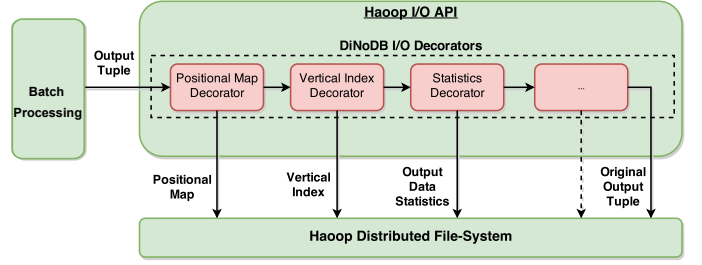 Haoop I/O API
DiNoDB I/O Decorators
Output
Tuple
Batch
Processing
Positional Map
Decorator
Vertical Index
Decorator
Statistics
Decorator
...
Positional
Map
Vertical
Index
Output
Data
Statistics
Original
Output
Tuple
Haoop Distributed File-System